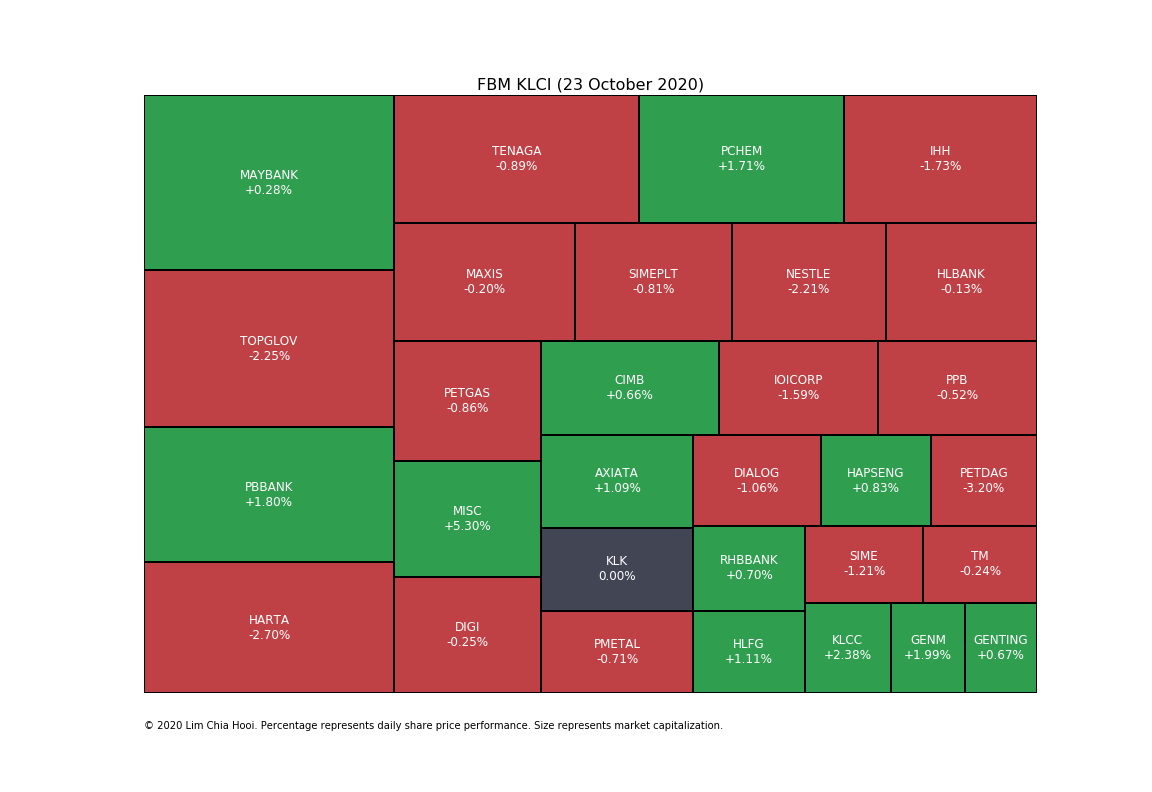 FBM KLCI (23 October 2020)
MAYBANK
+0.28%
TENAGA
-0.89%
PCHEM
+1.71%
IHH
-1.73%
TOPGLOV
-2.25%
MAXIS
-0.20%
SIMEPLT
-0.81%
NESTLE
-2.21%
HLBANK
-0.13%
PETGAS
-0.86%
CIMB
+0.66%
IOICORP
-1.59%
PPB
-0.52%
PBBANK
+1.80%
MISC
+5.30%
AXIATA
+1.09%
DIALOG
-1.06%
HAPSENG
+0.83%
PETDAG
-3.20%
KLK
0.00%
RHBBANK
+0.70%
SIME
-1.21%
TM
-0.24%
HARTA
-2.70%
DIGI
-0.25%
PMETAL
-0.71%
HLFG
+1.11%
KLCC
+2.38%
GENM
+1.99%
GENTING
+0.67%
© 2020 Lim Chia Hooi. Percentage represents daily share price performance. Size represents market capitalization.